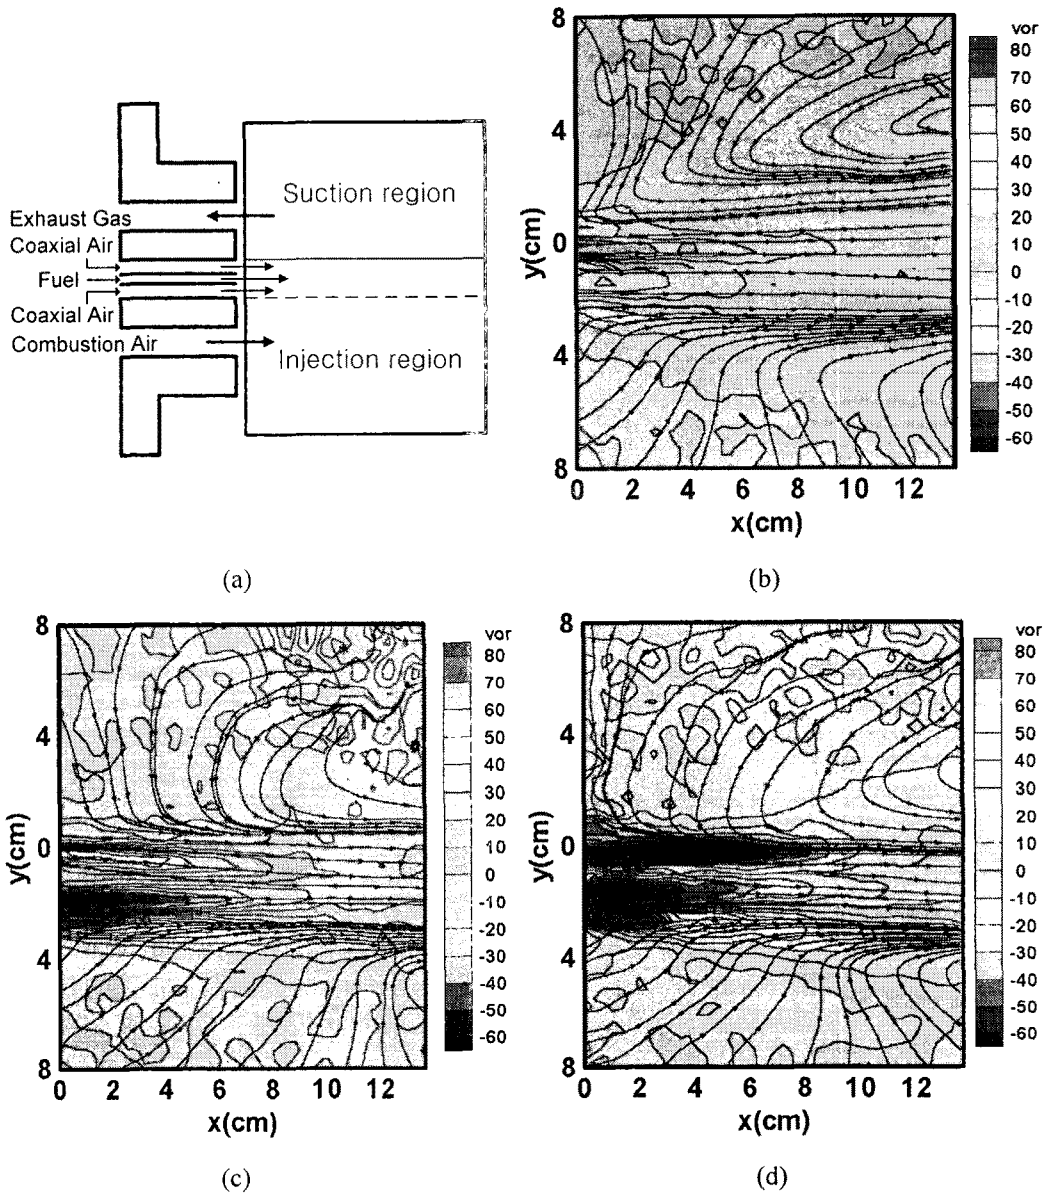 Suction region
Exhaust Gas
Coaxial Air
Fuel
Coaxial Air
Combustion Air
Injection region
(a)
8
4
0
4
8
y(cm)
0 2 4 6 8 10 12
x(cm)
vor
80
70
60
50
40
30
20
10
0
-10
-20
-30
-40
-50
-60
(b)
8
4
0
4
8
y(cm)
0 2 4 6 8 10 12
x(cm)
vor
80
70
60
50
40
30
20
10
0
-10
-20
-30
-40
-50
-60
(c)
8
4
0
4
8
y(cm)
0 2 4 6 8 10 12
x(cm)
vor
80
70
60
50
40
30
20
10
0
-10
-20
-30
-40
-50
-60
(d)